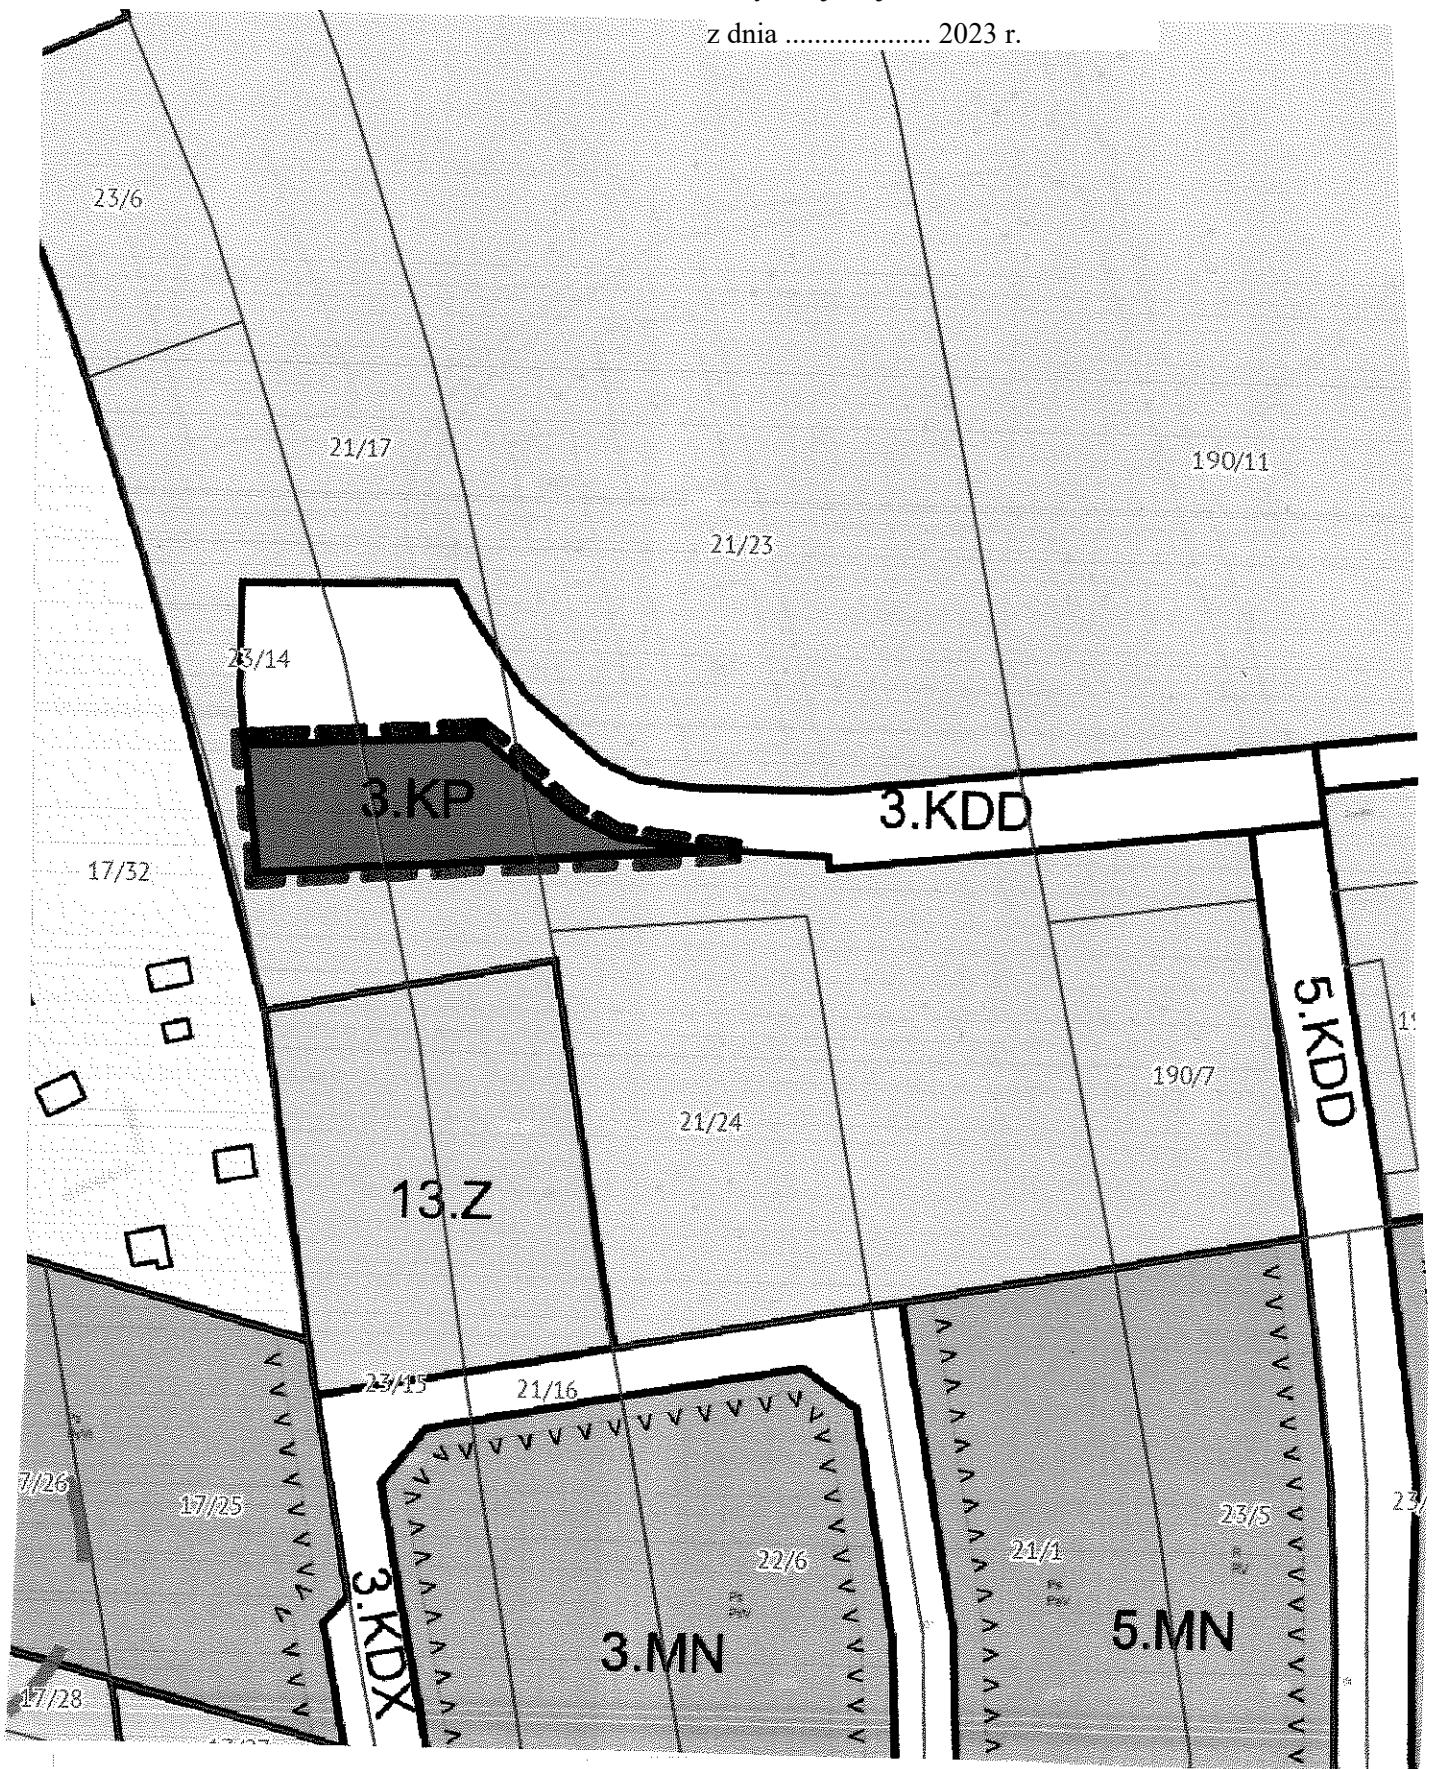 z dnia .................... 2023 r.
23/6
21/17
190/11
21/23
23/14
3.KP
3.KDD
17/32
5.KDD
190/7
21/24
13.Z
23/15
21/16
7/26
17/25
23/5
21/1
22/6
3.KDX
3.MN
5.MN
17/28